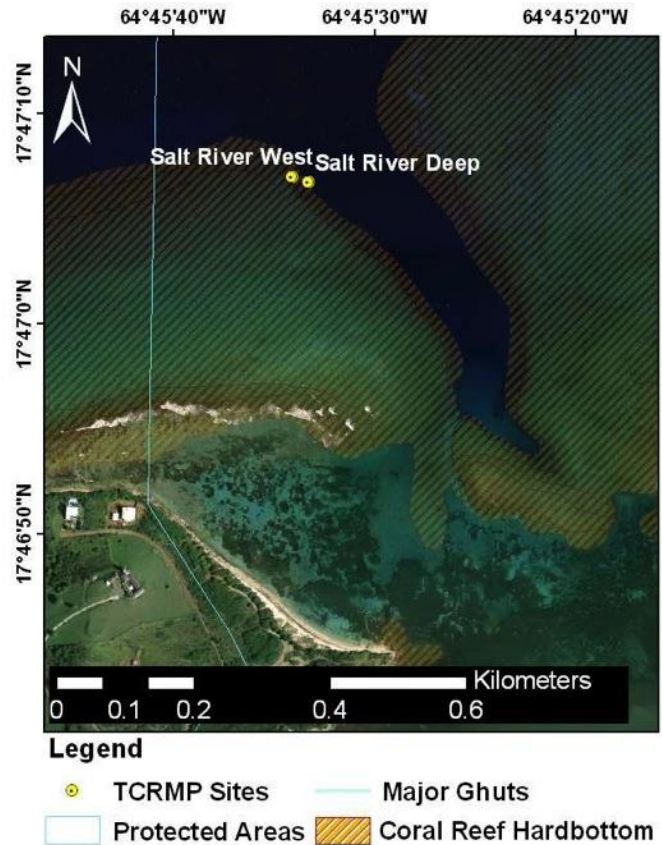 64°45'40"W 64°45'30"W 64°45'20"W
17°47'10"N
17°47'0"N
17°46'50"N
N
Salt River West
Salt River Deep
Kilometers
0 0.1 0.2 0.4 0.6
Legend
TCRMP Sites
Major Ghuts
Protected Areas
Coral Reef Hardbottom